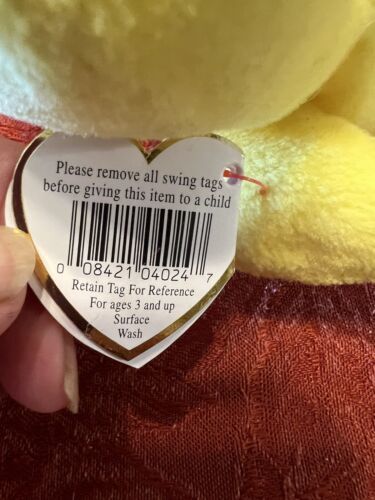 Please remove all swing tags
before giving this item to a child
0 08421 04024 7
Retain Tag For Reference
For ages 3 and up
Surface
Wash